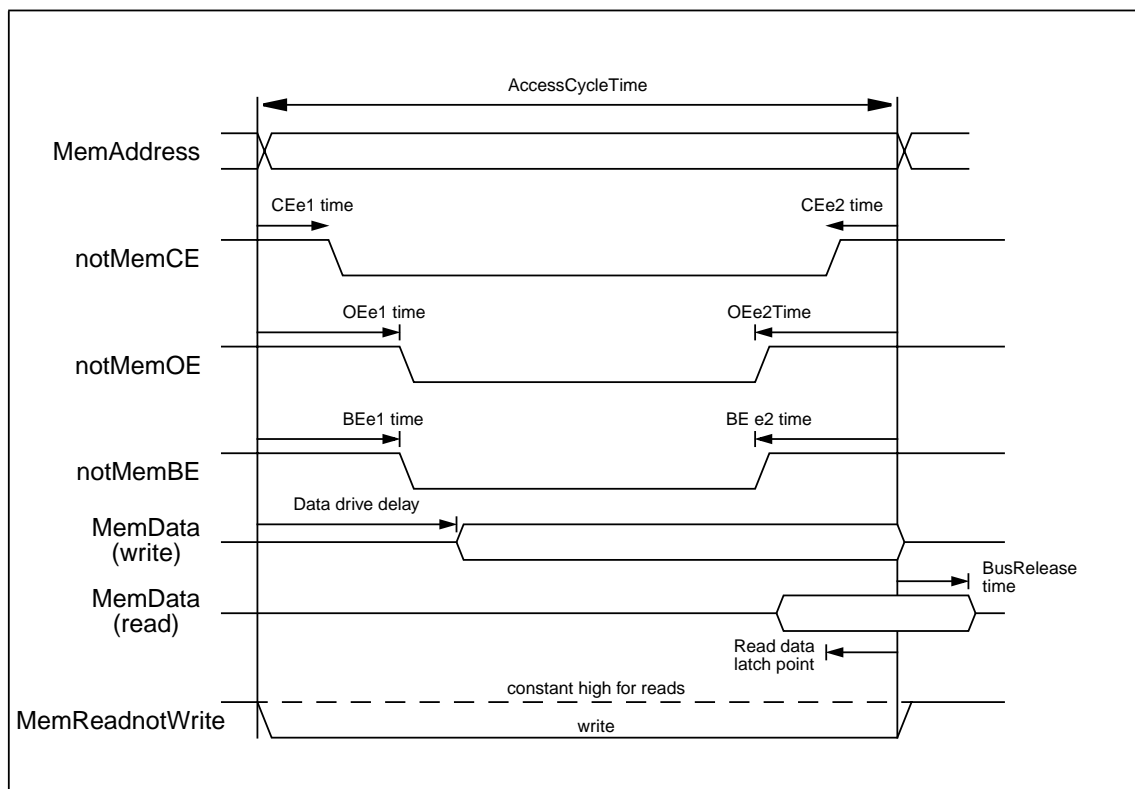 AccessCycleTime
MemAddress
CEe1 time
CEe2 time
notMemCE
OEe1 time
OEe2Time
notMemOE
BEe1 time
BE e2 time
notMemBE
Data drive delay
MemData
(write)
BusRelease
time
MemData
(read)
Read data
latch point
constant high for reads
MemReadnotWrite
write